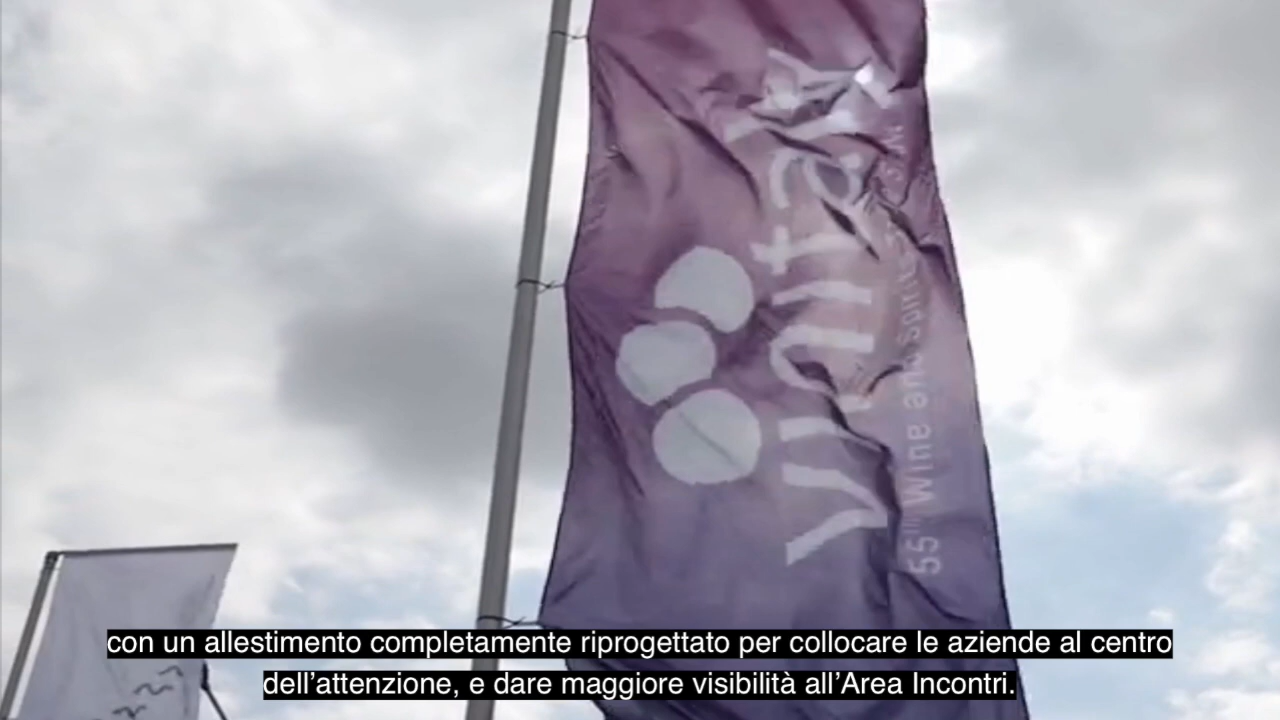 vinitaly
55th Wine and spirits
con un allestimento completamente riprogettato per collocare le aziende al centro
dell’attenzione, e dare maggiore visibilità all’Area Incontri.